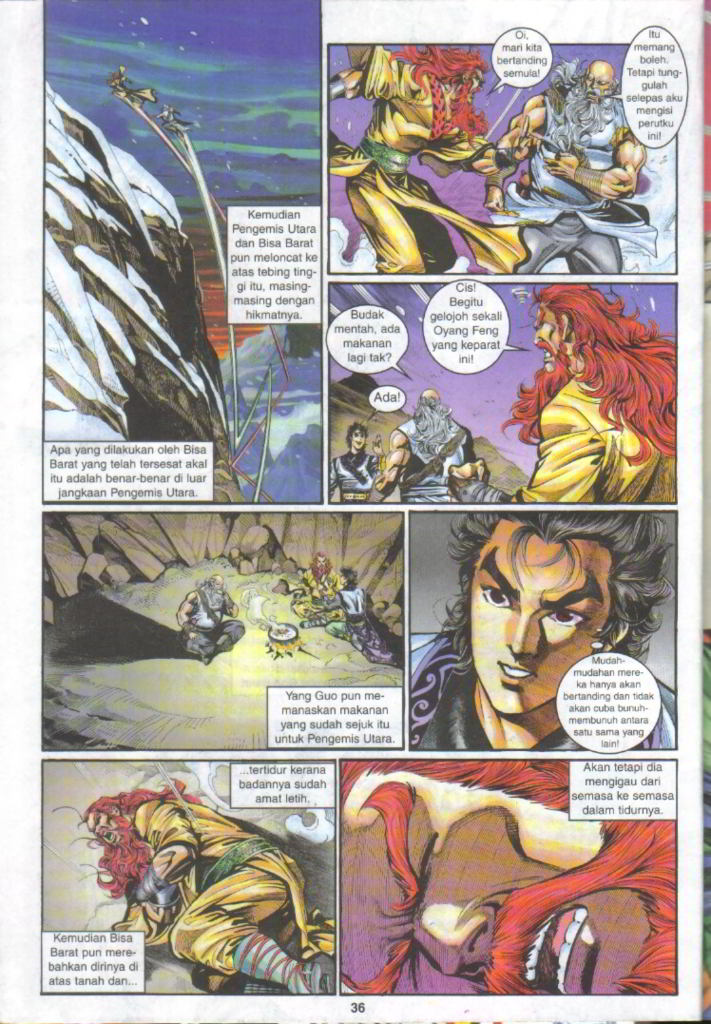 Kemudian
Pengemis Utara
dan Bisa Barat
pun meloncat ke
atas tebing ting-
gi itu, masing-
masing dengan
hikmatnya.
Apa yang dilakukan oleh Bisa
Barat yang telah tersesat akal
itu adalah benar-benar di luar
jangkaan Pengemis Utara.
Oi,
mari kita
bertanding
semula!
Itu
memang
boleh.
Tetapi tung-
gulah
selepas aku
mengisi
perutku
ini!
Budak
mentah, ada
makanan
lagi tak?
Ada!
Cis!
Begitu
gelojoh sekali
Oyang Feng
yang keparat
ini!
Yang Guo pun me-
manaskan makanan
yang sudah sejuk itu
untuk Pengemis Utara.
Mudah-
mudahan mere-
ka hanya akan
bertanding dan tidak
akan cuba bunuh-
membunuh antara
satu sama yang
lain!
Kemudian Bisa
Barat pun mere-
bahkan dirinya di
atas tanah dan...
...tertidur kerana
badannya sudah
amat letih.
Akan tetapi dia
mengigau dari
semasa ke semasa
dalam tidurnya.
36